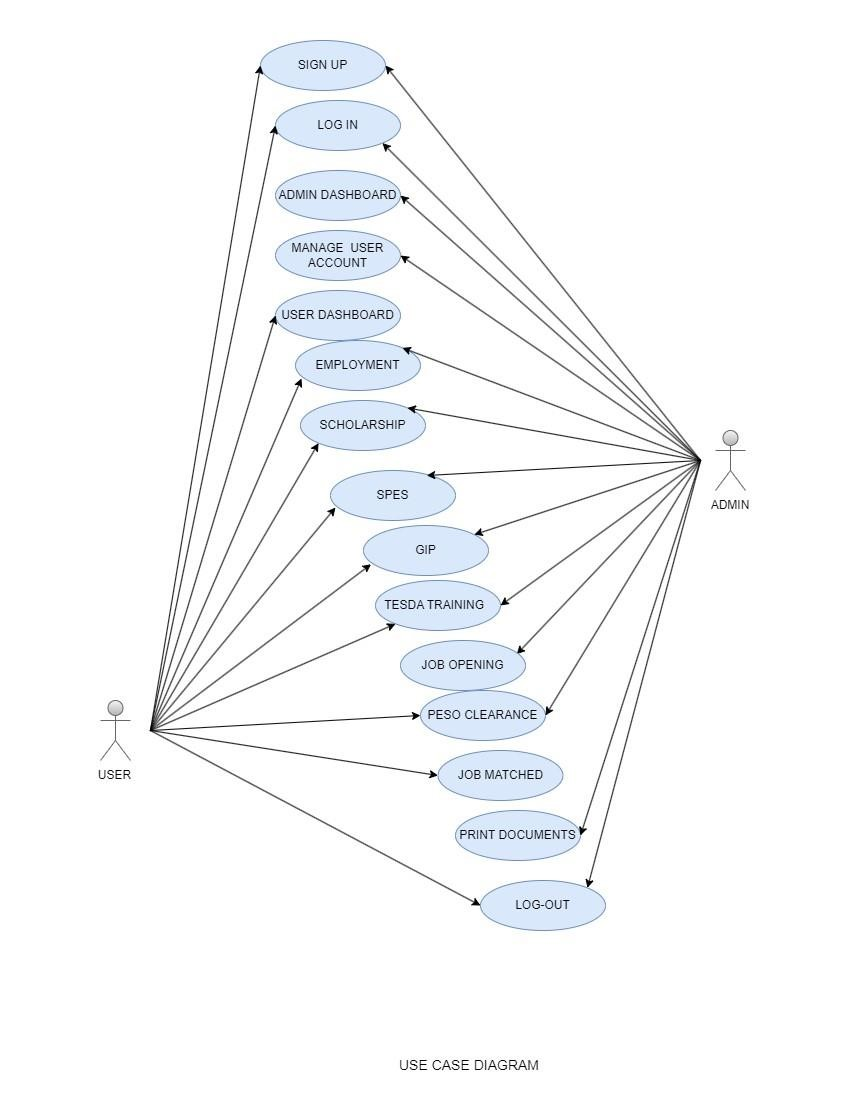 SIGN UP
LOG IN
ADMIN DASHBOARD
MANAGE USER
ACCOUNT
USER DASHBOARD
EMPLOYMENT
SCHOLARSHIP
ADMIN
SPES
GIP
TESDA TRAINING
JOB OPENING
PESO CLEARANCE
USER
JOB MATCHED
PRINT DOCUMENTS
LOG-OUT
USE CASE DIAGRAM